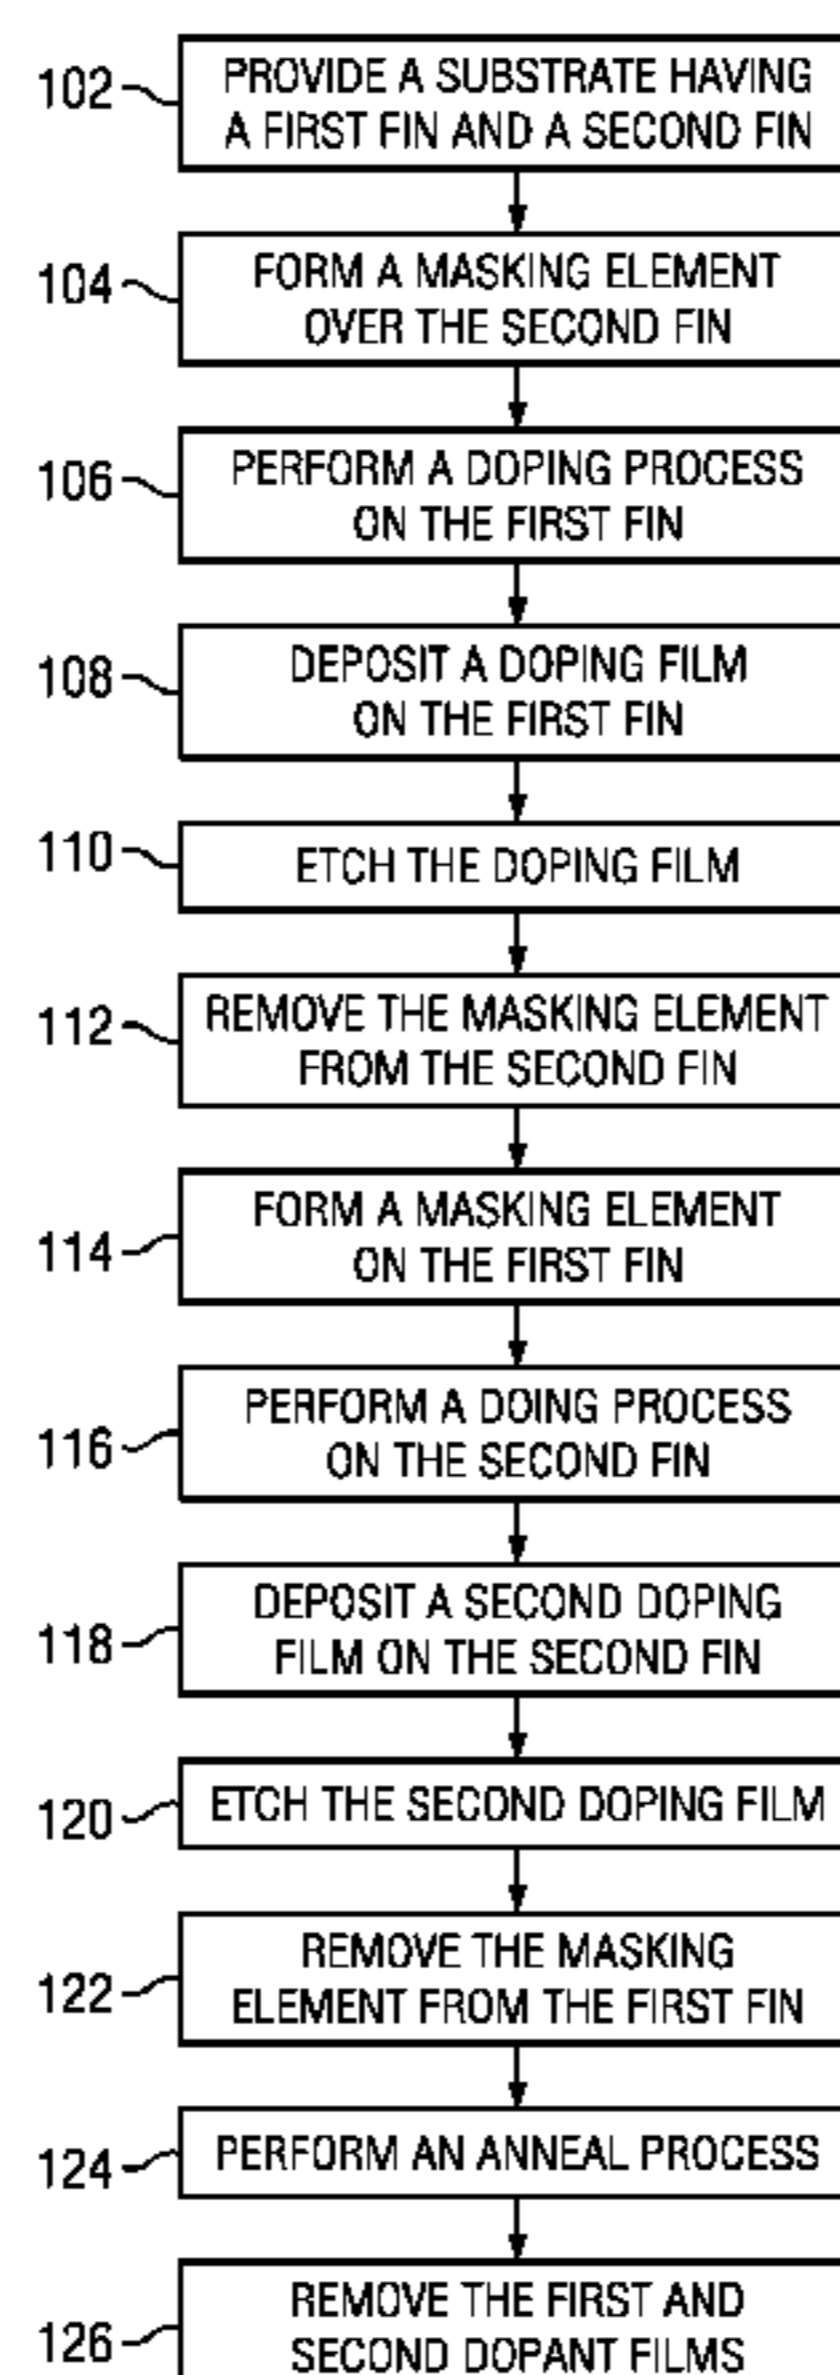 102
PROVIDE A SUBSTRATE HAVING
A FIRST FIN AND A SECOND FIN
104
FORM A MASKING ELEMENT
OVER THE SECOND FIN
106
PERFORM A DOPING PROCESS
ON THE FIRST FIN
108
DEPOSIT A DOPING FILM
ON THE FIRST FIN
110
ETCH THE DOPING FILM
112
REMOVE THE MASKING ELEMENT
FROM THE SECOND FIN
114
FORM A MASKING ELEMENT
ON THE FIRST FIN
116
PERFORM A DOING PROCESS
ON THE SECOND FIN
118
DEPOSIT A SECOND DOPING
FILM ON THE SECOND FIN
120
ETCH THE SECOND DOPING FILM
122
REMOVE THE MASKING
ELEMENT FROM THE FIRST FIN
124
PERFORM AN ANNEAL PROCESS
126
REMOVE THE FIRST AND
SECOND DOPANT FILMS